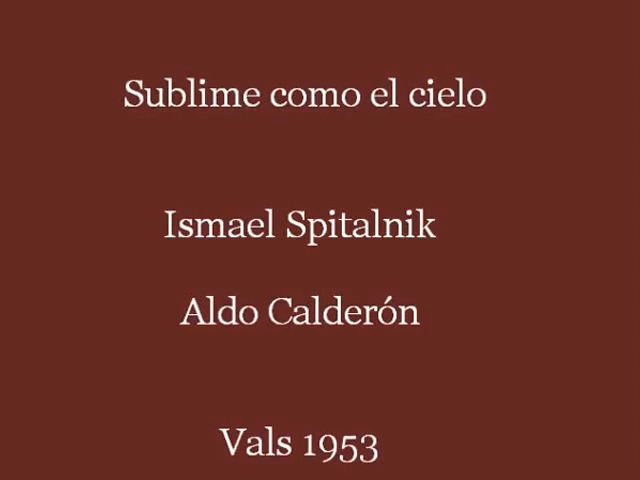 Sublime como el cielo
Ismael Spitalnik
Aldo Calderón
Vals 1953